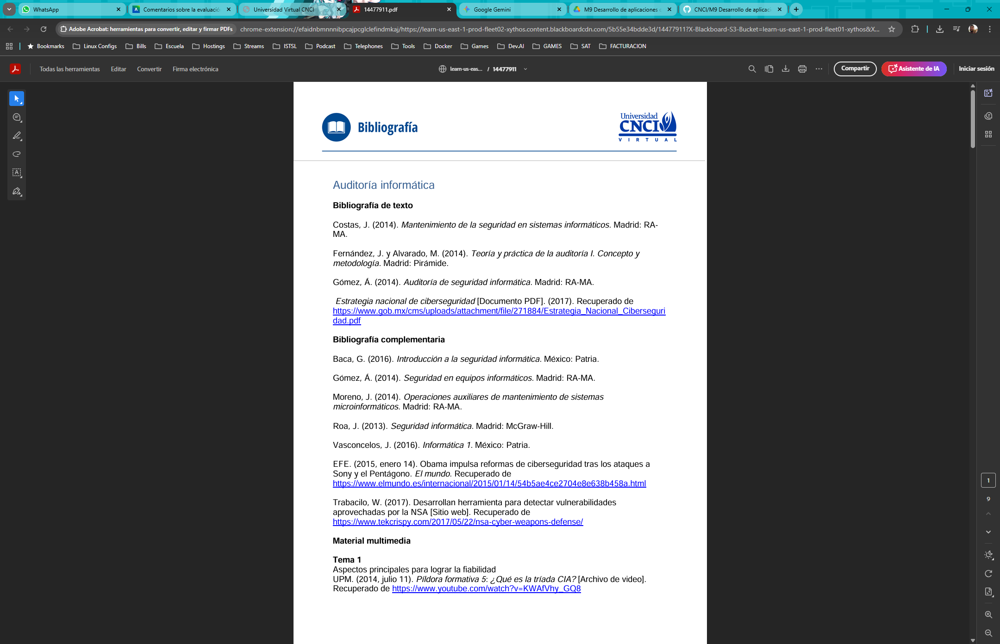 WhatsApp
Comentarios sobre la evaluació
Universidad Virtual CNCI
14477911.pdf
Google Gemini
M9 Desarrollo de aplicaciones
CNCI/M9 Desarrollo de aplicaci
Adobe Acrobat: herramientas para convertir, editar y firmar PDFs
chrome-extension://efaidnbmnnnibpcajpcglclefindmkaj/https://learn-us-east-1-prod-fleet02-xythos.content.blackboardcdn.com/5b55e34bdde3d/14477911?X-Blackboard-S3-Bucket=learn-us-east-1-prod-fleet01-xythos&X...
Bookmarks
Linux Configs
Bills
Escuela
Hostings
Streams
ISTSL
Podcast
Telephones
Tools
Docker
Games
Dev.AI
GAMES
SAT
FACTURACION
Todas las herramientas
Editar
Convertir
Firma electrónica
learn-us-eas... / 14477911
Compartir
Asistente de IA
Iniciar sesión
Bibliografía
Universidad
CNCI
VIRTUAL
Auditoría informática
Bibliografía de texto
Costas, J. (2014). Mantenimiento de la seguridad en sistemas informáticos. Madrid: RA-
MA.
Fernández, J. y Alvarado, M. (2014). Teoría y práctica de la auditoría I. Concepto y
metodología. Madrid: Pirámide.
Gómez, Á. (2014). Auditoría de seguridad informática. Madrid: RA-MA.
Estrategia nacional de ciberseguridad [Documento PDF]. (2017). Recuperado de
https://www.gob.mx/cms/uploads/attachment/file/271884/Estrategia_Nacional_Ciberseguri
dad.pdf
Bibliografía complementaria
Baca, G. (2016). Introducción a la seguridad informática. México: Patria.
Gómez, Á. (2014). Seguridad en equipos informáticos. Madrid: RA-MA.
Moreno, J. (2014). Operaciones auxiliares de mantenimiento de sistemas
microinformáticos. Madrid: RA-MA.
Roa, J. (2013). Seguridad informática. Madrid: McGraw-Hill.
Vasconcelos, J. (2016). Informática 1. México: Patria.
EFE. (2015, enero 14). Obama impulsa reformas de ciberseguridad tras los ataques a
Sony y el Pentágono. El mundo. Recuperado de
https://www.elmundo.es/internacional/2015/01/14/54b5ae4ce2704e8e638b458a.html
Trabacilo, W. (2017). Desarrollan herramienta para detectar vulnerabilidades
aprovechadas por la NSA [Sitio web]. Recuperado de
https://www.tekcrispy.com/2017/05/22/nsa-cyber-weapons-defense/
Material multimedia
Tema 1
Aspectos principales para lograr la fiabilidad
UPM. (2014, julio 11). Píldora formativa 5: ¿Qué es la tríada CIA? [Archivo de video].
Recuperado de https://www.youtube.com/watch?v=KWAfVhy_GQ8
1
9